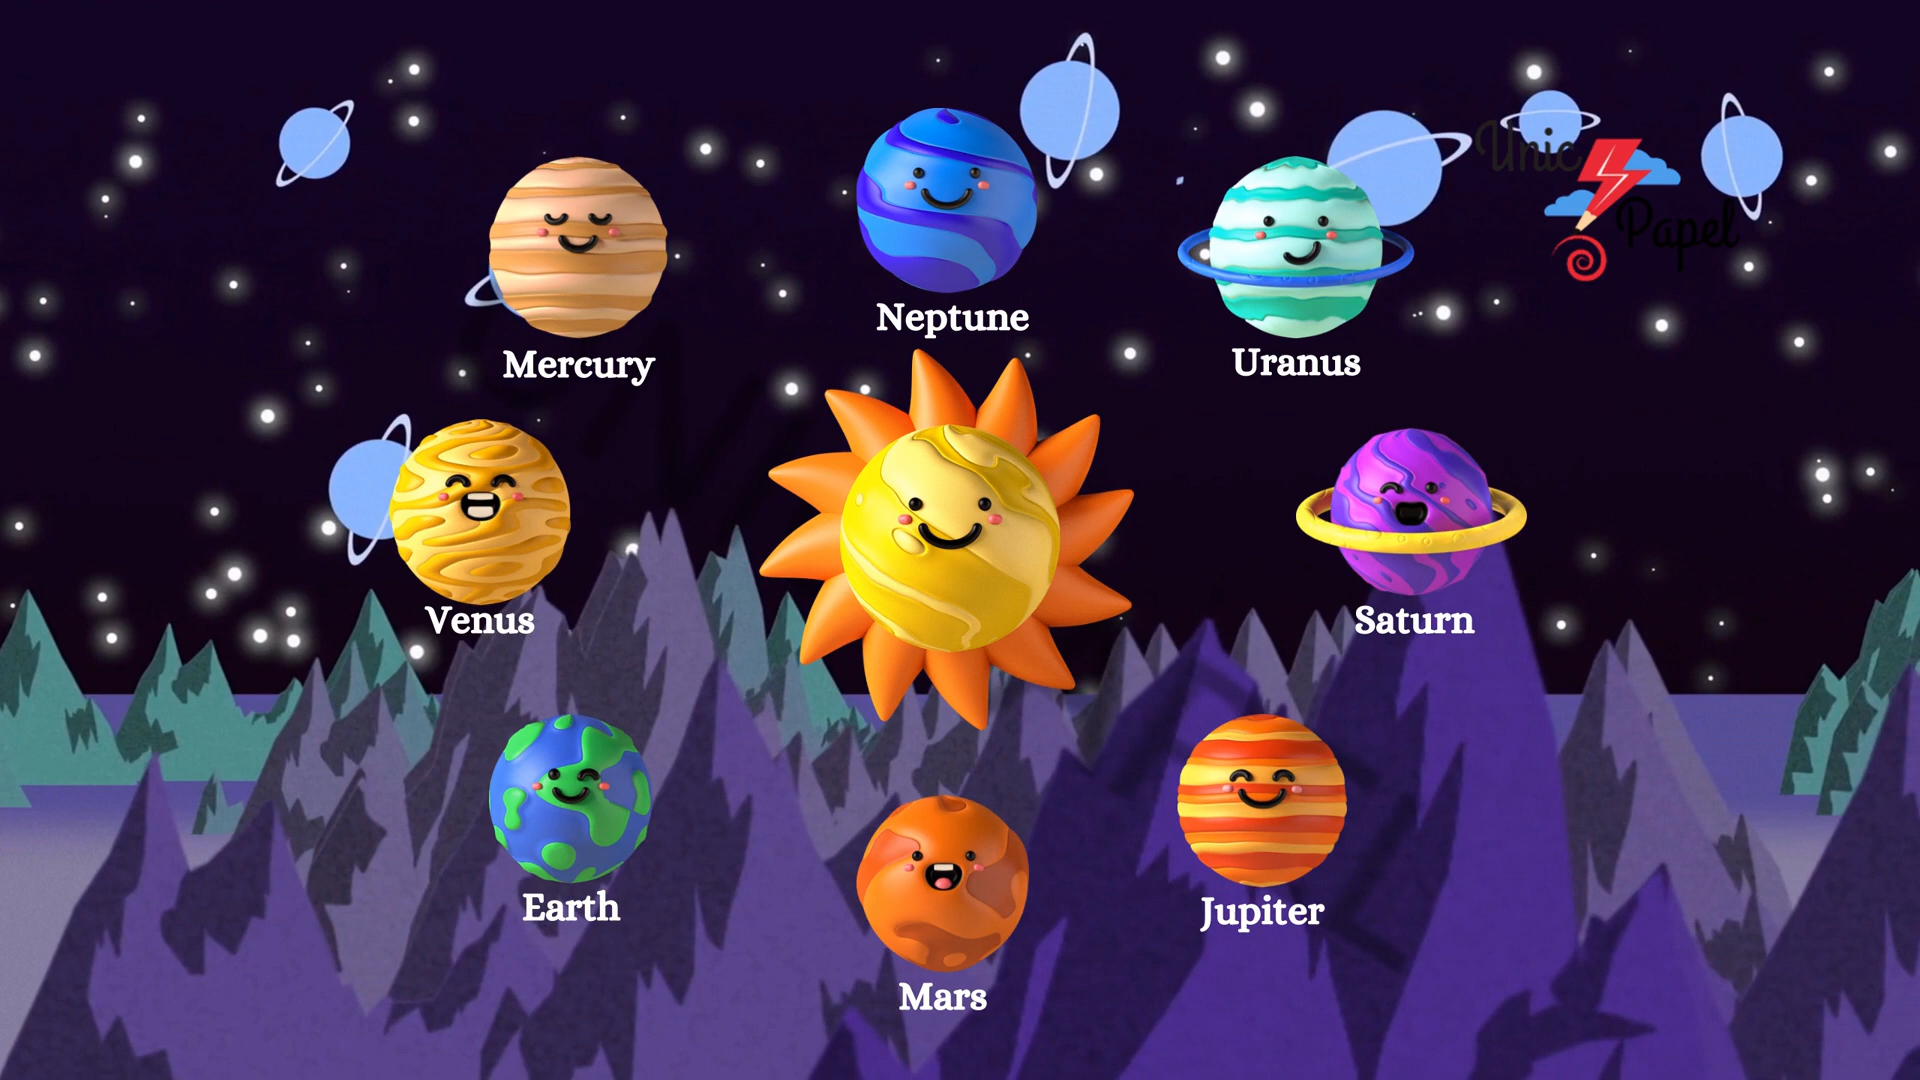 Unic
Papel
Neptune
Mercury
Uranus
Venus
Saturn
Earth
Jupiter
Mars